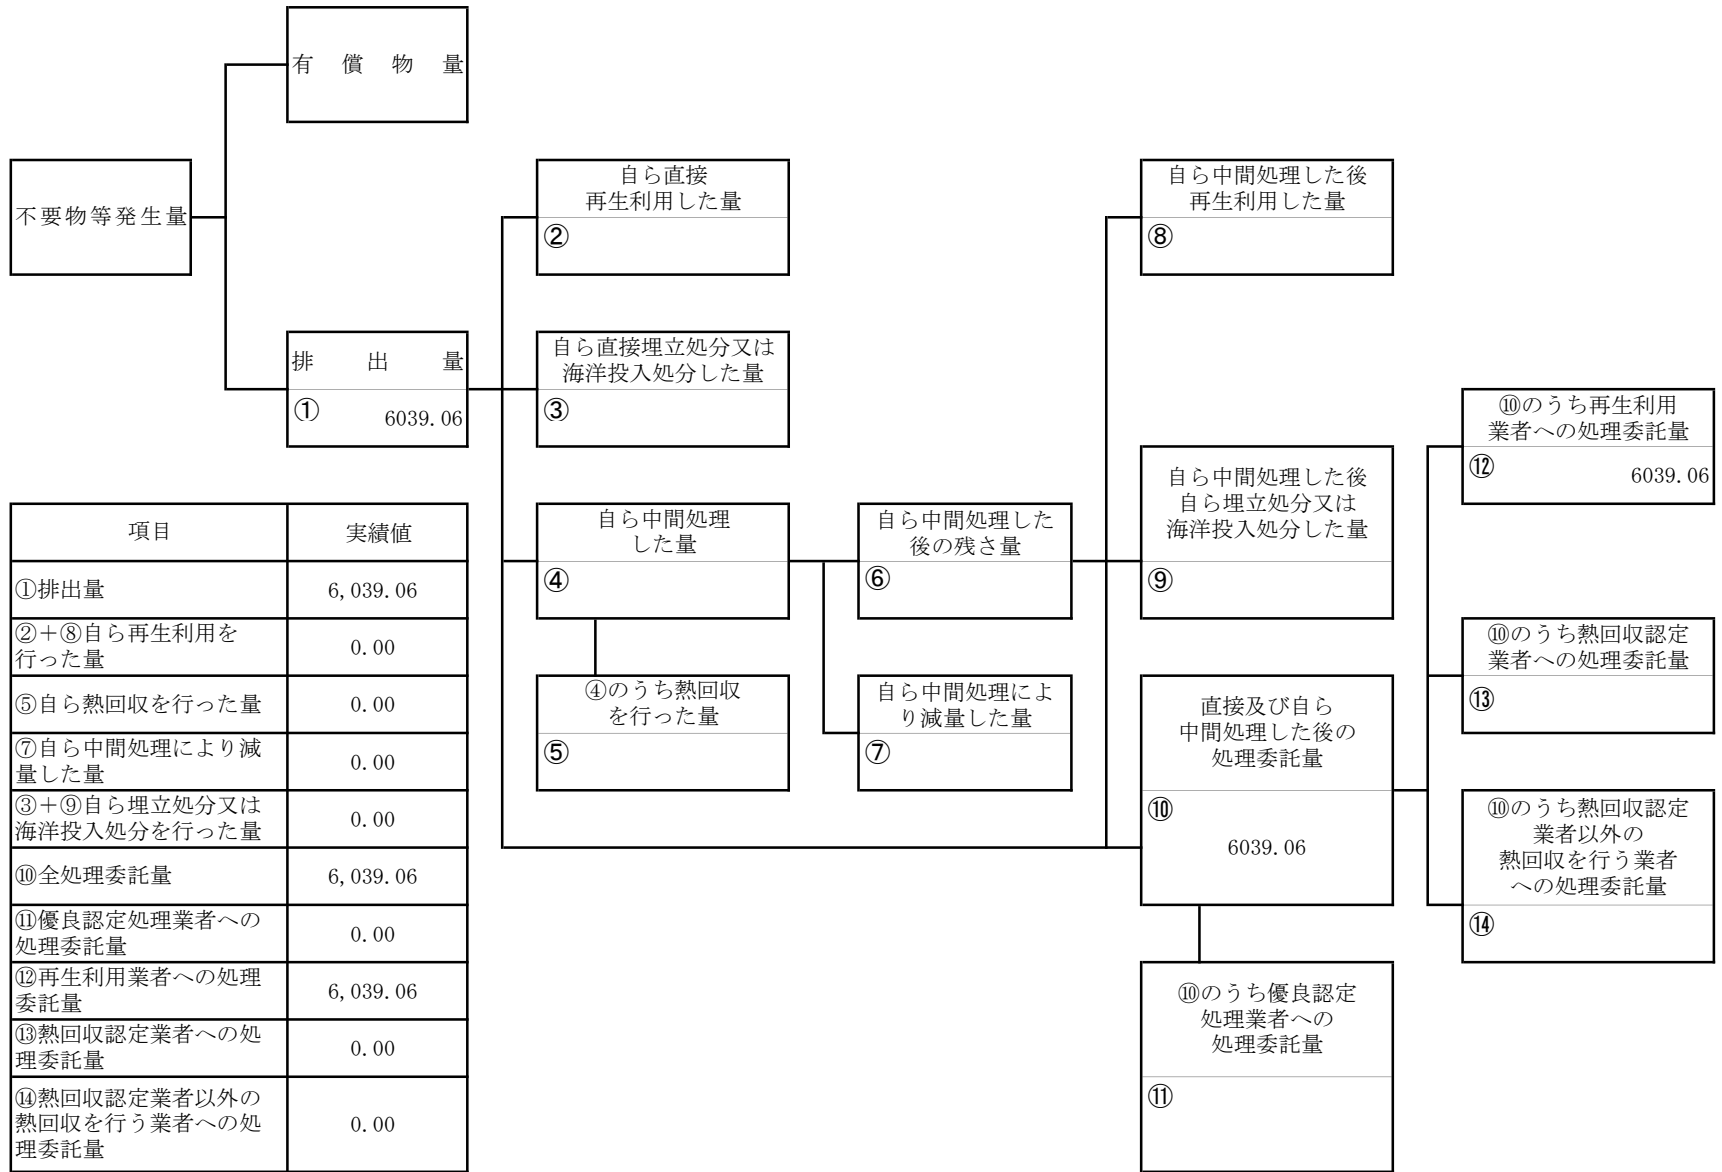 有償物量
不要物等発生量
排出量
① 6039.06
自ら直接
再生利用した量
②
自ら直接埋立処分又は
海洋投入処分した量
③
自ら中間処理
した量
④
④のうち熱回収
を行った量
⑤
自ら中間処理した
後の残さ量
⑥
自ら中間処理によ
り減量した量
⑦
自ら中間処理した後
再生利用した量
⑧
自ら中間処理した後
自ら埋立処分又は
海洋投入処分した量
⑨
直接及び自ら
中間処理した後の
処理委託量
⑩
6039.06
⑩のうち優良認定
処理業者への
処理委託量
⑪
⑩のうち再生利用
業者への処理委託量
⑫ 6039.06
⑩のうち熱回収認定
業者への処理委託量
⑬
⑩のうち熱回収認定
業者以外の
熱回収を行う業者
への処理委託量
⑭
項目 実績値
①排出量 6,039.06
②+⑧自ら再生利用を
行った量 0.00
⑤自ら熱回収を行った量 0.00
⑦自ら中間処理により減
量した量 0.00
③+⑨自ら埋立処分又は
海洋投入処分を行った量 0.00
⑩全処理委託量 6,039.06
⑪優良認定処理業者への
処理委託量 0.00
⑫再生利用業者への処理
委託量 6,039.06
⑬熱回収認定業者への処
理委託量 0.00
⑭熱回収認定業者以外の
熱回収を行う業者への処
理委託量 0.00